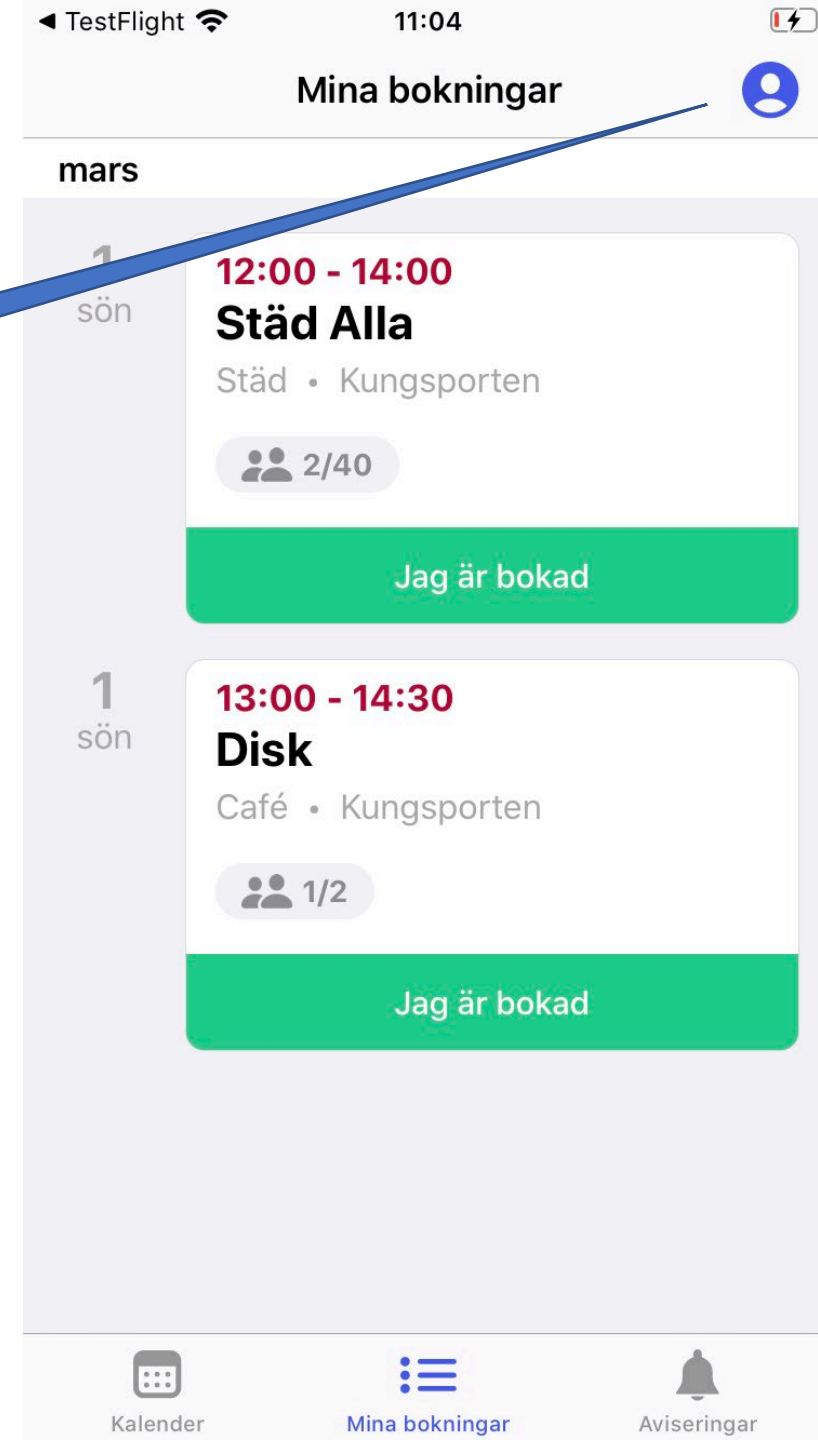 TestFlight
11:04
Mina bokningar
mars
1
sön
12:00 - 14:00
Städ Alla
Städ • Kungsporten
2/40
Jag är bokad
1
sön
13:00 - 14:30
Disk
Café • Kungsporten
1/2
Jag är bokad
Kalender
Mina bokningar
Aviseringar